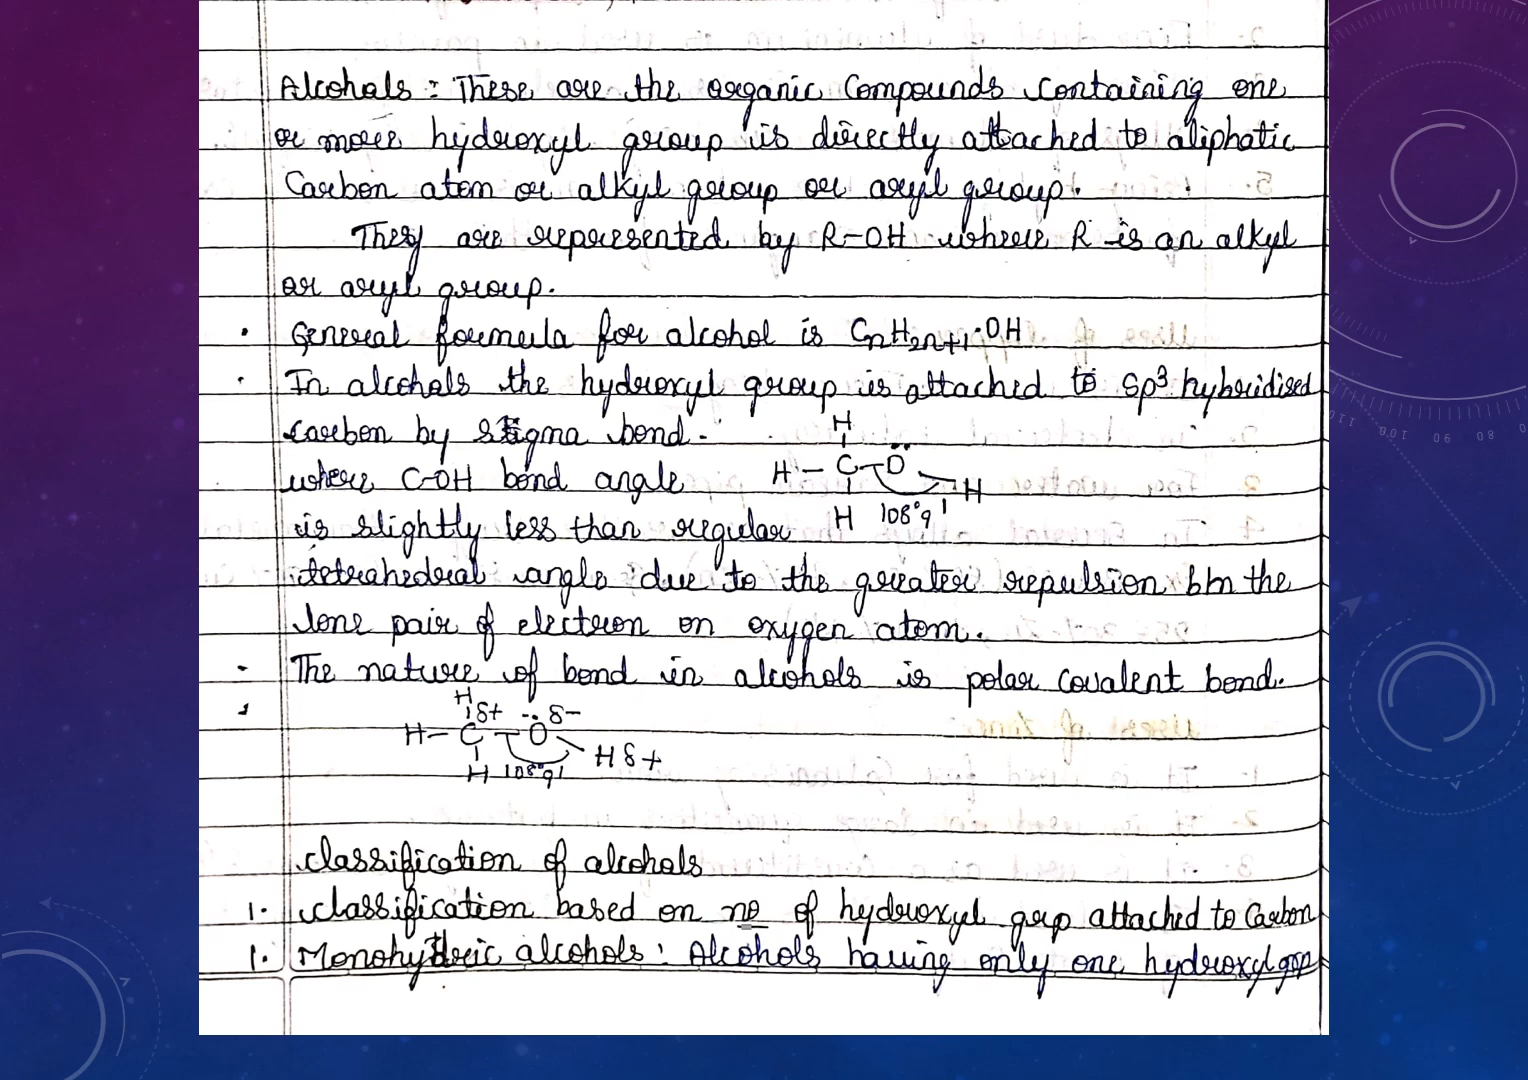 Alcohols : These are the organic Compounds containing one
or more hydroxyl group is directly attached to aliphatic
Carbon atom or alkyl group or aryl group.
They are represented by R-OH where R is an alkyl
or aryl group.
• General formula for alcohol is CnH2n+1·OH
• In alcohols the hydroxyl group is attached to Sp³ hybridised
carbon by sigma bond.
where C-OH bond angle
is slightly less than regular
tetrahedral angle due to the greater repulsion b/n the
lone pair of electron on oxygen atom.
H
H – C – O
H
H 108°9'
• The nature of bond in alcohols is polar covalent bond.
•
H
δ+ δ–
H – C – O
H δ+
H 108°9'
classification of alcohols
1. classification based on no of hydroxyl grp attached to Carbon
1. Monohydric alcohols : Alcohols having only one hydroxyl grp